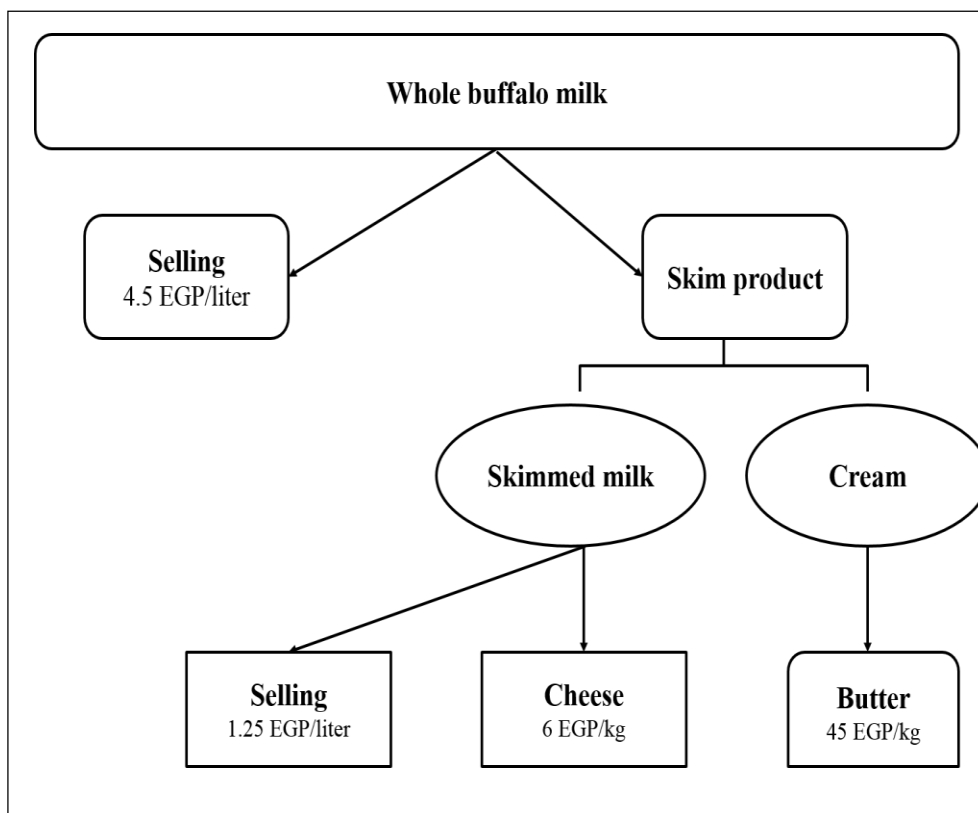 Whole buffalo milk
Selling
4.5 EGP/liter
Skim product
Skimmed milk
Cream
Selling
1.25 EGP/liter
Cheese
6 EGP/kg
Butter
45 EGP/kg